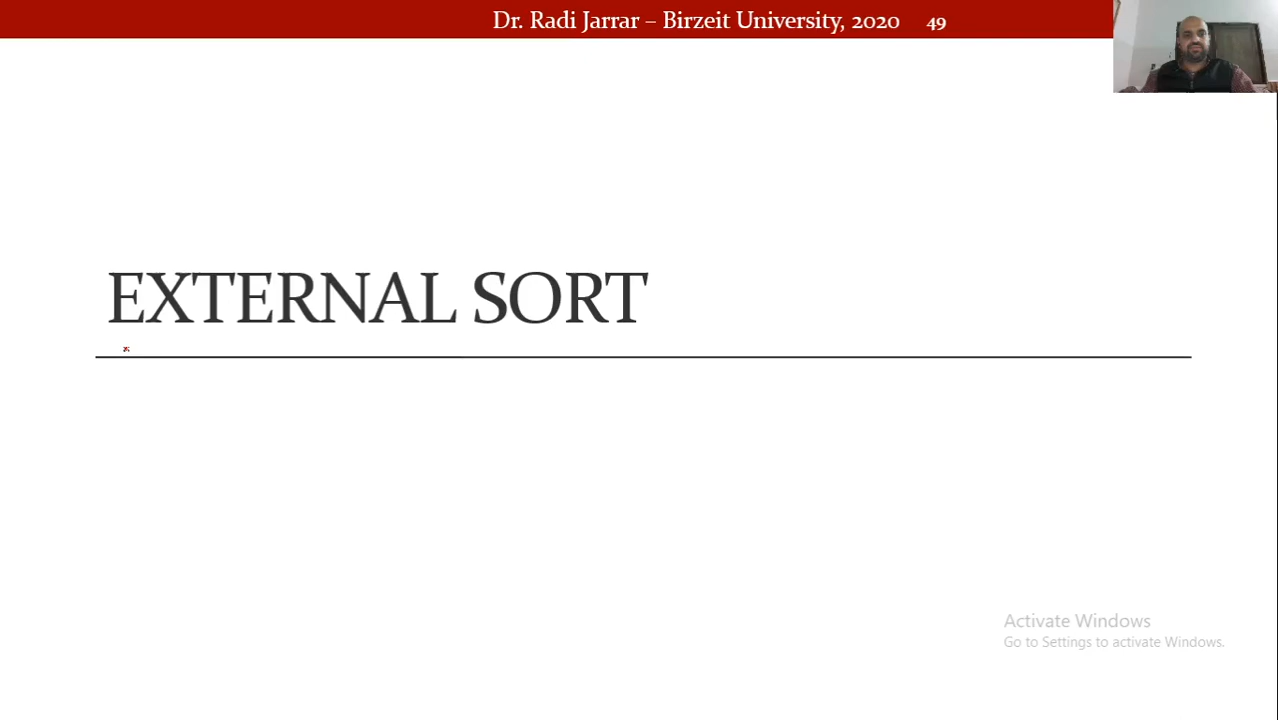 Dr. Radi Jarrar – Birzeit University, 2020 49
EXTERNAL SORT
Activate Windows
Go to Settings to activate Windows.